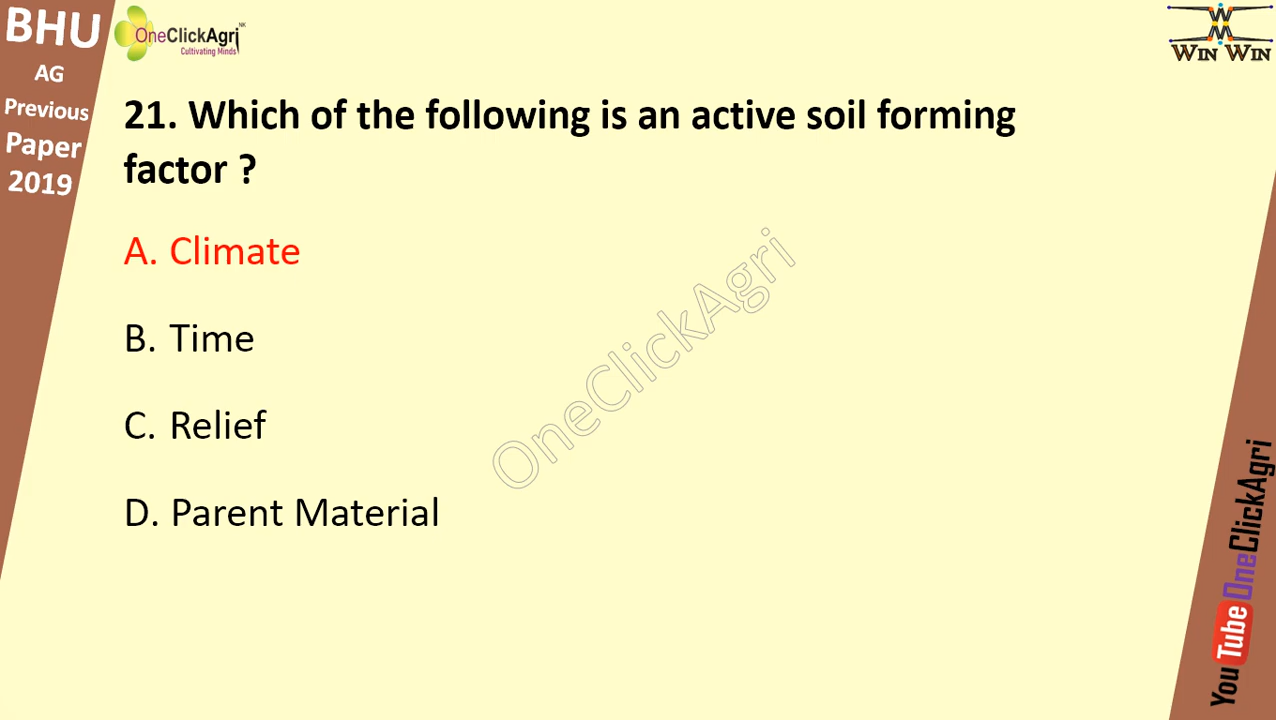 BHU
AG
Previous
Paper
2019
OneClickAgri NK
Cultivating Minds
WIN WIN
21. Which of the following is an active soil forming
factor ?
A. Climate
B. Time
C. Relief
D. Parent Material
OneClickAgri
YouTube OneClickAgri